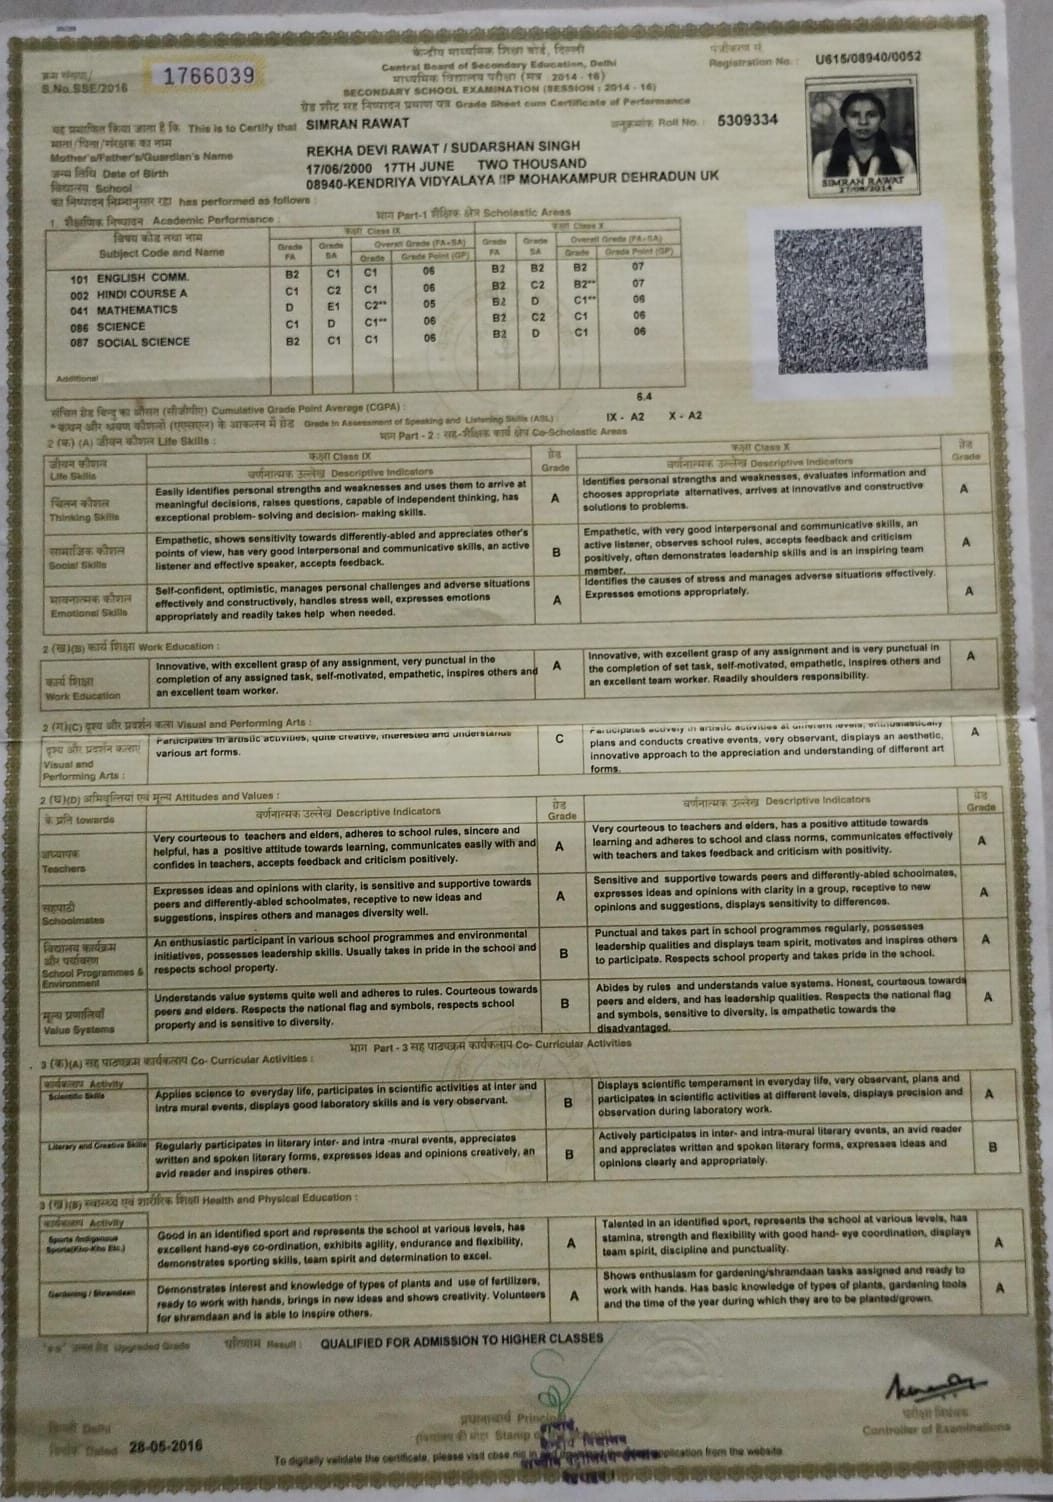 केन्द्रीय माध्यमिक शिक्षा बोर्ड, दिल्ली
Central Board of Secondary Education, Delhi
माध्यमिक विद्यालय परीक्षा (सत्र 2014 - 16)
SECONDARY SCHOOL EXAMINATION (SESSION : 2014 - 16)
ग्रेड शीट सह निष्पादन प्रमाण पत्र Grade Sheet cum Certificate of Performance
क्रम संख्या/
S.No.SSE/2016 1766039
पंजीकरण सं.
Registration No. : U615/08940/0052
यह प्रमाणित किया जाता है कि This is to Certify that SIMRAN RAWAT
अनुक्रमांक Roll No. : 5309334
माता/पिता/संरक्षक का नाम
Mother's/Father's/Guardian's Name REKHA DEVI RAWAT / SUDARSHAN SINGH
जन्म तिथि Date of Birth 17/06/2000 17TH JUNE TWO THOUSAND
विद्यालय School 08940-KENDRIYA VIDYALAYA IIP MOHAKAMPUR DEHRADUN UK
का निष्पादन निम्नानुसार रहा has performed as follows :
SIMRAN RAWAT
भाग Part-1 शैक्षिक क्षेत्र Scholastic Areas
1. शैक्षणिक निष्पादन Academic Performance :
विषय कोड तथा नाम
Subject Code and Name
कक्षा Class IX
Grade FA Grade SA Overall Grade (FA+SA) Grade Grade Point (GP)
कक्षा Class X
Grade FA Grade SA Overall Grade (FA+SA) Grade Grade Point (GP)
101 ENGLISH COMM. B2 C1 C1 06 B2 B2 B2 07
002 HINDI COURSE A C1 C2 C1 06 B2 C2 B2** 07
041 MATHEMATICS D E1 C2** 05 B2 D C1** 06
086 SCIENCE C1 D C1** 06 B2 C2 C1 06
087 SOCIAL SCIENCE B2 C1 C1 06 B2 D C1 06
Additional :
संचित ग्रेड बिन्दु का औसत (सीजीपीए) Cumulative Grade Point Average (CGPA) : 6.4
*कथन और श्रवण कौशलों (एएसएल) के आकलन में ग्रेड Grade in Assessment of Speaking and Listening Skills (ASL) : IX - A2 X - A2
भाग Part - 2 : सह-शैक्षिक क्षेत्र Co-Scholastic Areas
2 (क) (A) जीवन कौशल Life Skills :
जीवन कौशल
Life Skills
कक्षा Class IX
वर्णनात्मक उल्लेख Descriptive Indicators
ग्रेड
Grade
कक्षा Class X
वर्णनात्मक उल्लेख Descriptive Indicators
ग्रेड
Grade
चिंतन कौशल
Thinking Skills
Easily identifies personal strengths and weaknesses and uses them to arrive at
meaningful decisions, raises questions, capable of independent thinking, has
exceptional problem- solving and decision- making skills.
A
Identifies personal strengths and weaknesses, evaluates information and
chooses appropriate alternatives, arrives at innovative and constructive
solutions to problems.
A
सामाजिक कौशल
Social Skills
Empathetic, shows sensitivity towards differently-abled and appreciates other's
points of view, has very good interpersonal and communicative skills, an active
listener and effective speaker, accepts feedback.
B
Empathetic, with very good interpersonal and communicative skills, an
active listener, observes school rules, accepts feedback and criticism
positively, often demonstrates leadership skills and is an inspiring team
member.
A
भावनात्मक कौशल
Emotional Skills
Self-confident, optimistic, manages personal challenges and adverse situations
effectively and constructively, handles stress well, expresses emotions
appropriately and readily takes help when needed.
A
Identifies the causes of stress and manages adverse situations effectively.
Expresses emotions appropriately.
A
2 (ख)(B) कार्य शिक्षा Work Education :
कार्य शिक्षा
Work Education
Innovative, with excellent grasp of any assignment, very punctual in the
completion of any assigned task, self-motivated, empathetic, inspires others and
an excellent team worker.
A
Innovative, with excellent grasp of any assignment and is very punctual in
the completion of set task, self-motivated, empathetic, inspires others and
an excellent team worker. Readily shoulders responsibility.
A
2 (ग)(C) दृश्य और प्रदर्शन कला Visual and Performing Arts :
दृश्य और प्रदर्शन कलाएं
Visual and
Performing Arts :
Participates in artistic activities, quite creative, interested and understands
various art forms.
C
Participates actively in artistic activities at different levels, enthusiastically
plans and conducts creative events, very observant, displays an aesthetic,
innovative approach to the appreciation and understanding of different art
forms.
A
2 (घ)(D) अभिवृत्तियां एवं मूल्य Attitudes and Values :
के प्रति towards
वर्णनात्मक उल्लेख Descriptive Indicators
ग्रेड
Grade
वर्णनात्मक उल्लेख Descriptive Indicators
ग्रेड
Grade
अध्यापक
Teachers
Very courteous to teachers and elders, adheres to school rules, sincere and
helpful, has a positive attitude towards learning, communicates easily with and
confides in teachers, accepts feedback and criticism positively.
A
Very courteous to teachers and elders, has a positive attitude towards
learning and adheres to school and class norms, communicates effectively
with teachers and takes feedback and criticism with positivity.
A
सहपाठी
Schoolmates
Expresses ideas and opinions with clarity, is sensitive and supportive towards
peers and differently-abled schoolmates, receptive to new ideas and
suggestions, inspires others and manages diversity well.
A
Sensitive and supportive towards peers and differently-abled schoolmates,
expresses ideas and opinions with clarity in a group, receptive to new
opinions and suggestions, displays sensitivity to differences.
A
विद्यालय कार्यक्रम
और पर्यावरण
School Programmes &
Environment
An enthusiastic participant in various school programmes and environmental
initiatives, possesses leadership skills. Usually takes in pride in the school and
respects school property.
B
Punctual and takes part in school programmes regularly, possesses
leadership qualities and displays team spirit, motivates and inspires others
to participate. Respects school property and takes pride in the school.
A
मूल्य प्रणालियाँ
Value Systems
Understands value systems quite well and adheres to rules. Courteous towards
peers and elders. Respects the national flag and symbols, respects school
property and is sensitive to diversity.
B
Abides by rules and understands value systems. Honest, courteous towards
peers and elders, and has leadership qualities. Respects the national flag
and symbols, sensitive to diversity, is empathetic towards the
disadvantaged.
A
भाग Part - 3 सह पाठ्यक्रम कार्यकलाप Co- Curricular Activities
3 (क)(A) सह पाठ्यक्रम कार्यकलाप Co- Curricular Activities :
कार्यकलाप Activity
Scientific Skills
Applies science to everyday life, participates in scientific activities at inter and
intra mural events, displays good laboratory skills and is very observant.
B
Displays scientific temperament in everyday life, very observant, plans and
participates in scientific activities at different levels, displays precision and
observation during laboratory work.
A
Literary and Creative Skills
Regularly participates in literary inter- and intra -mural events, appreciates
written and spoken literary forms, expresses ideas and opinions creatively, an
avid reader and inspires others.
B
Actively participates in inter- and intra-mural literary events, an avid reader
and appreciates written and spoken literary forms, expresses ideas and
opinions clearly and appropriately.
B
3 (ख)(B) स्वास्थ्य एवं शारीरिक शिक्षा Health and Physical Education :
कार्यकलाप Activity
Sports /Indigenous
Sports(Kho-Kho Etc.)
Good in an identified sport and represents the school at various levels, has
excellent hand-eye co-ordination, exhibits agility, endurance and flexibility,
demonstrates sporting skills, team spirit and determination to excel.
A
Talented in an identified sport, represents the school at various levels, has
stamina, strength and flexibility with good hand- eye coordination, displays
team spirit, discipline and punctuality.
A
Gardening / Shramdaan
Demonstrates interest and knowledge of types of plants and use of fertilizers,
ready to work with hands, brings in new ideas and shows creativity. Volunteers
for shramdaan and is able to inspire others.
A
Shows enthusiasm for gardening/shramdaan tasks assigned and ready to
work with hands. Has basic knowledge of types of plants, gardening tools
and the time of the year during which they are to be planted/grown.
A
"**" उन्नत ग्रेड Upgraded Grade परिणाम Result : QUALIFIED FOR ADMISSION TO HIGHER CLASSES
प्रधानाचार्य Principal
Stamp of
प्राचार्य
केन्द्रीय विद्यालय
दिल्ली Delhi
दिनांक Dated 28-05-2016
परीक्षा नियंत्रक
Controller of Examinations
To digitally validate the certificate, please visit cbse application from the website